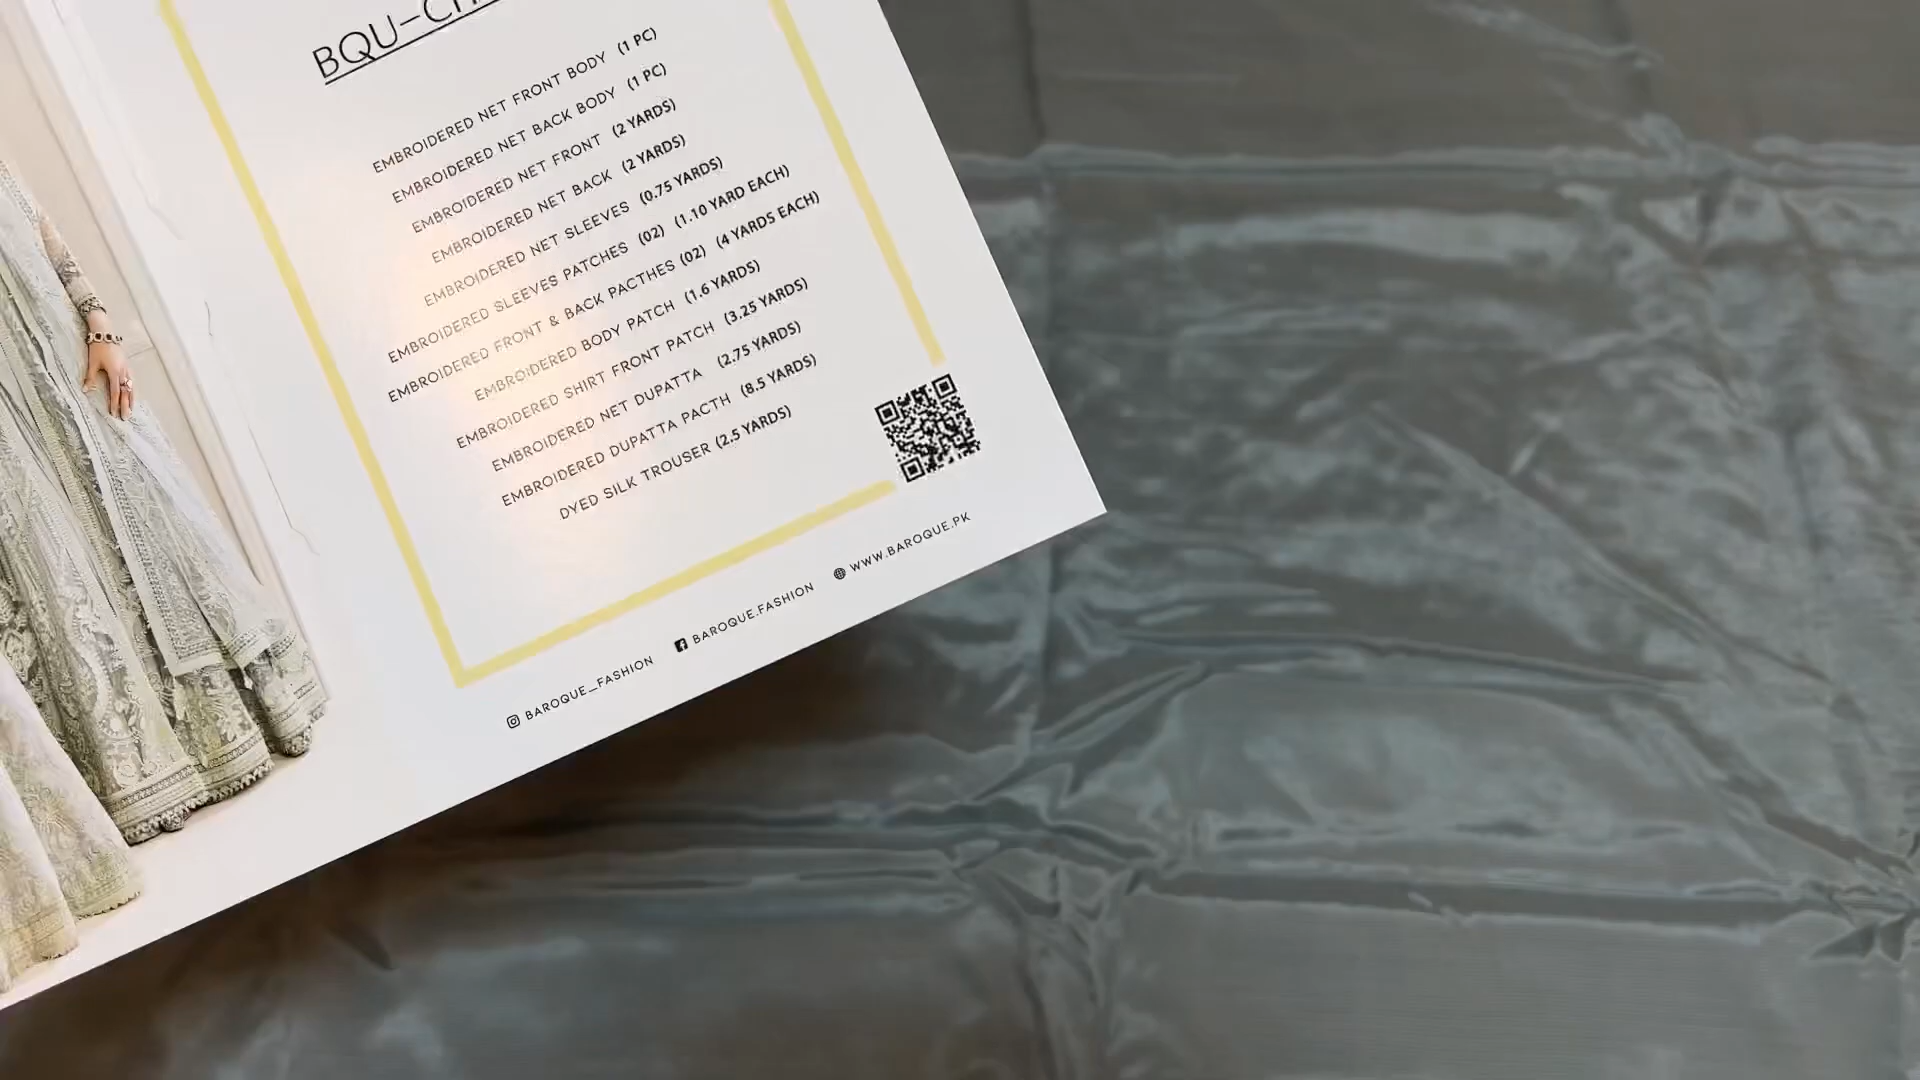 EMBROIDERED NET FRONT BODY (1 PC)
EMBROIDERED NET BACK BODY (1 PC)
EMBROIDERED NET FRONT (2 YARDS)
EMBROIDERED NET BACK (2 YARDS)
EMBROIDERED NET SLEEVES (0.75 YARDS)
EMBROIDERED SLEEVES PATCHES (02) (1.10 YARD EACH)
EMBROIDERED FRONT & BACK PACTHES (02) (4 YARDS EACH)
EMBROIDERED BODY PATCH (1.6 YARDS)
EMBROIDERED SHIRT FRONT PATCH (3.25 YARDS)
EMBROIDERED NET DUPATTA (2.75 YARDS)
EMBROIDERED DUPATTA PACTH (8.5 YARDS)
DYED SILK TROUSER (2.5 YARDS)
BAROQUE_FASHION BAROQUE.FASHION WWW.BAROQUE.PK